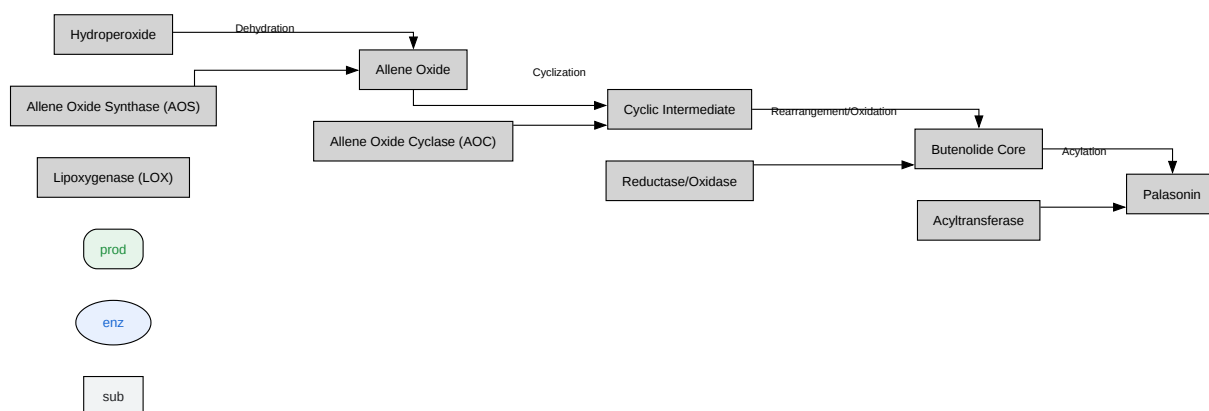 Hydroperoxide
Dehydration
Allene Oxide
Allene Oxide Synthase (AOS)
Cyclization
Cyclic Intermediate
Rearrangement/Oxidation
Allene Oxide Cyclase (AOC)
Butenolide Core
Acylation
Lipoxygenase (LOX)
Reductase/Oxidase
Palasonin
Acyltransferase
prod
enz
sub